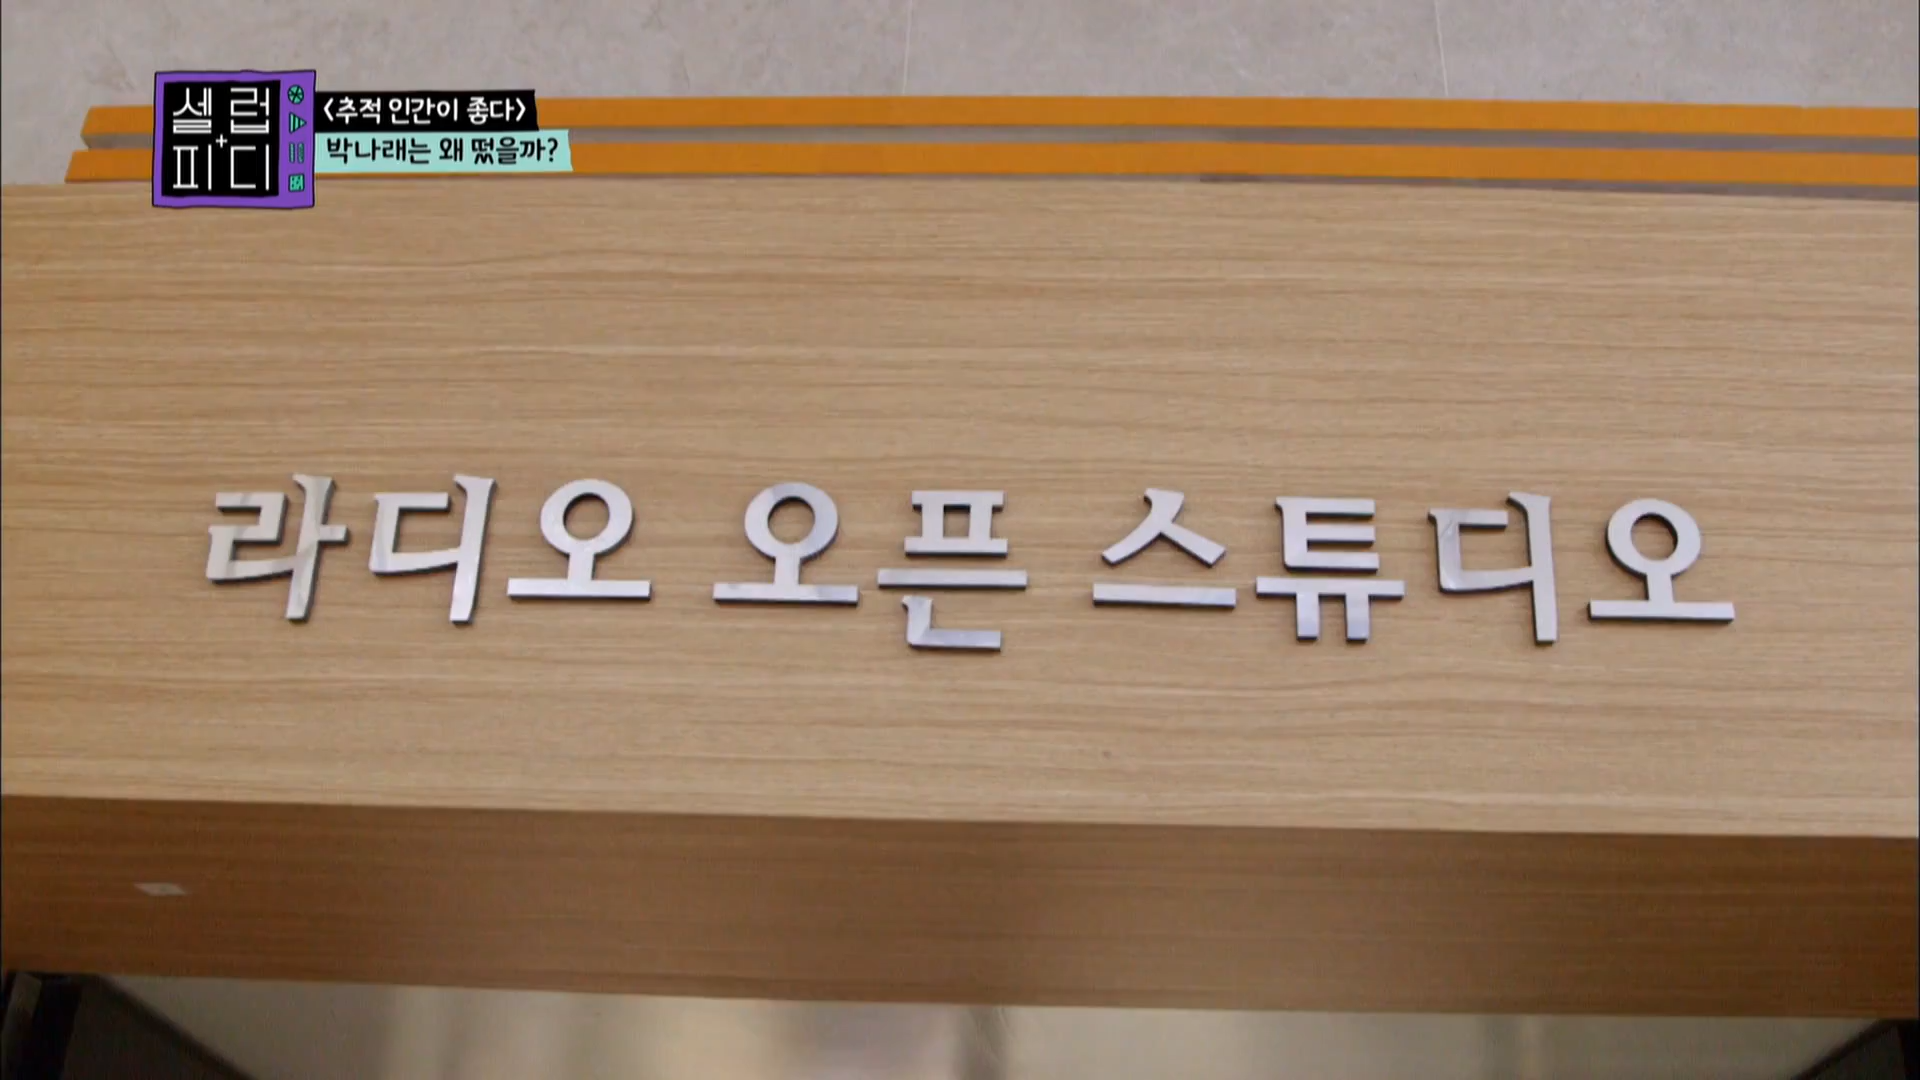 셀럽
+
피디
<추적 인간이 좋다>
박나래는 왜 떴을까?
라디오 오픈 스튜디오